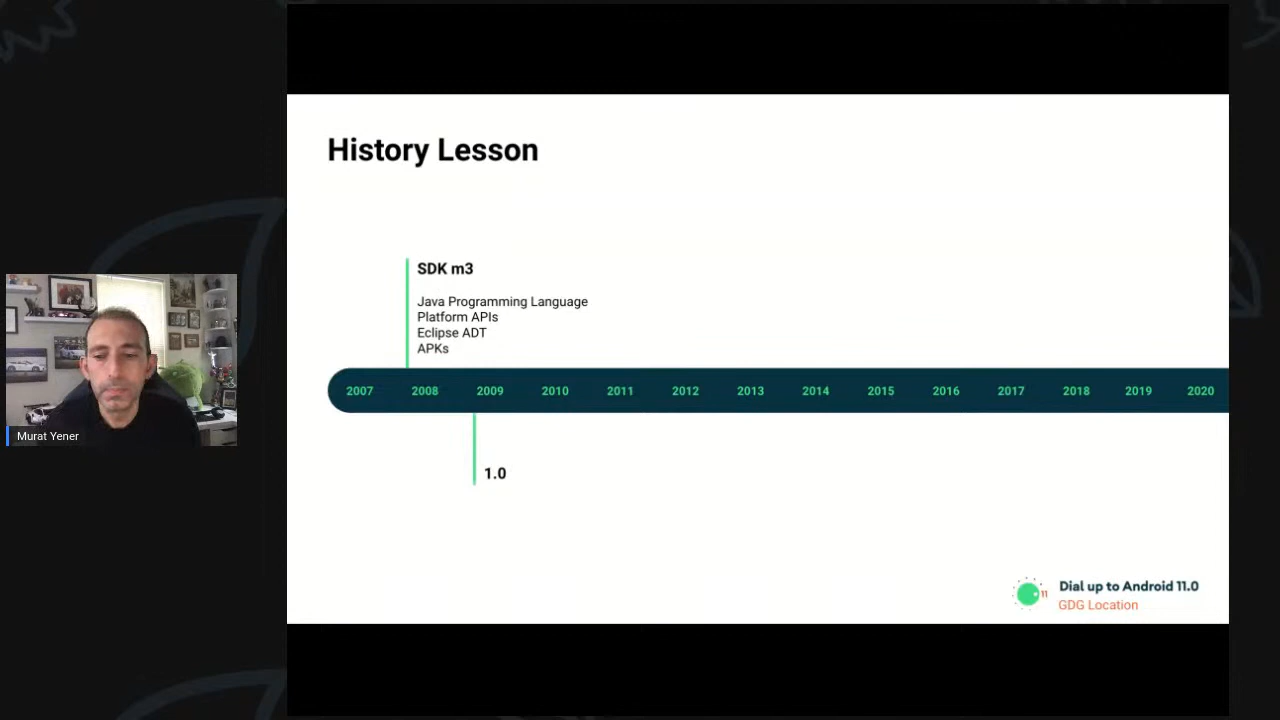 History Lesson
SDK m3
Java Programming Language
Platform APIs
Eclipse ADT
APKs
2007 2008 2009 2010 2011 2012 2013 2014 2015 2016 2017 2018 2019 2020
1.0
Murat Yener
11
Dial up to Android 11.0
GDG Location